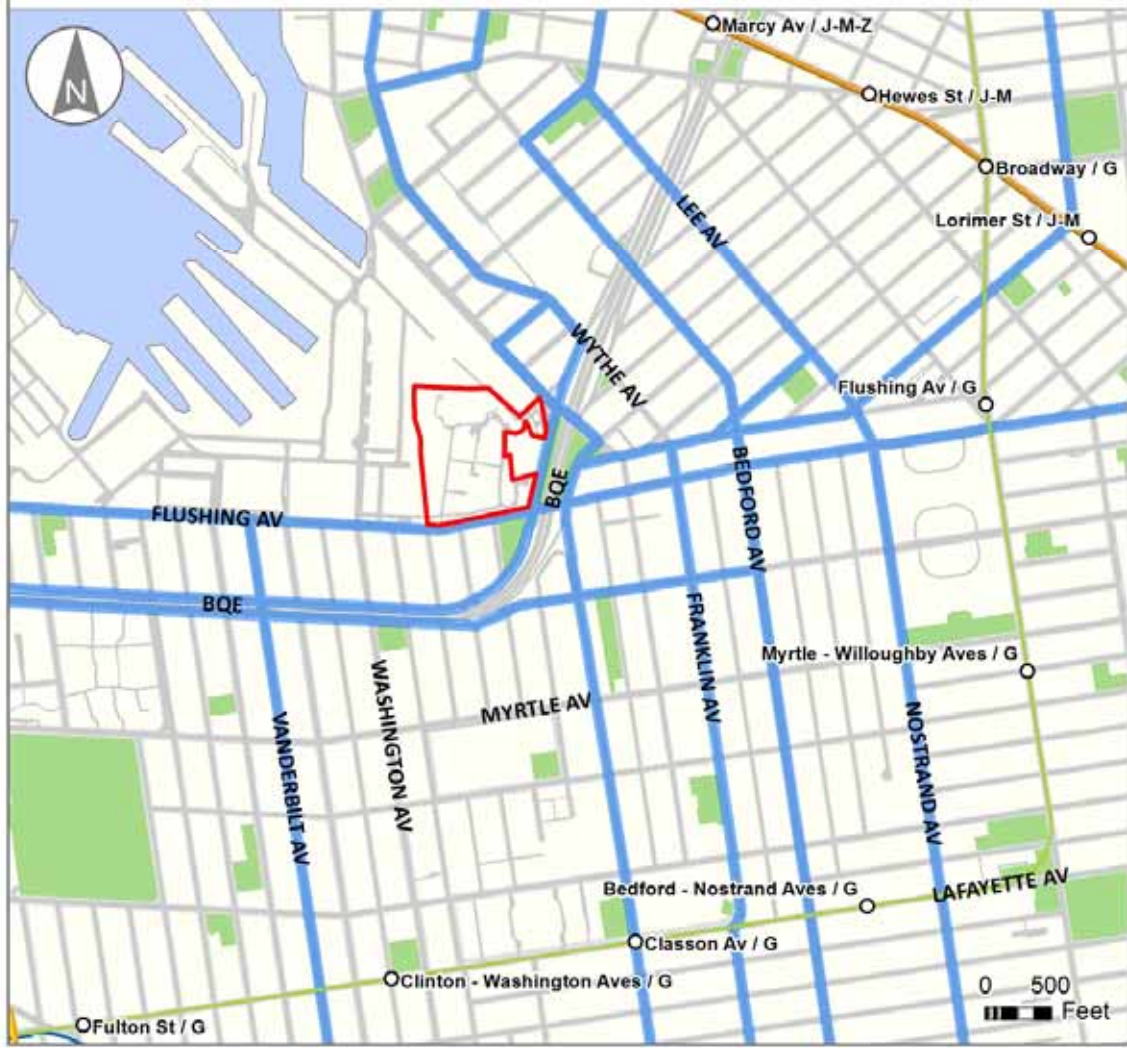 Marcy Av / J-M-Z
N
Hewes St / J-M
Broadway / G
LEE AV
Lorimer St / J-M
WYTHE AV
Flushing Av / G
BEDFORD AV
BQE
FLUSHING AV
BQE
FRANKLIN AV
Myrtle - Willoughby Aves / G
WASHINGTON AV
MYRTLE AV
VANDERBILT AV
NOSTRAND AV
Bedford - Nostrand Aves / G
LAFAYETTE AV
Classon Av / G
Clinton - Washington Aves / G
0 500
Feet
Fulton St / G